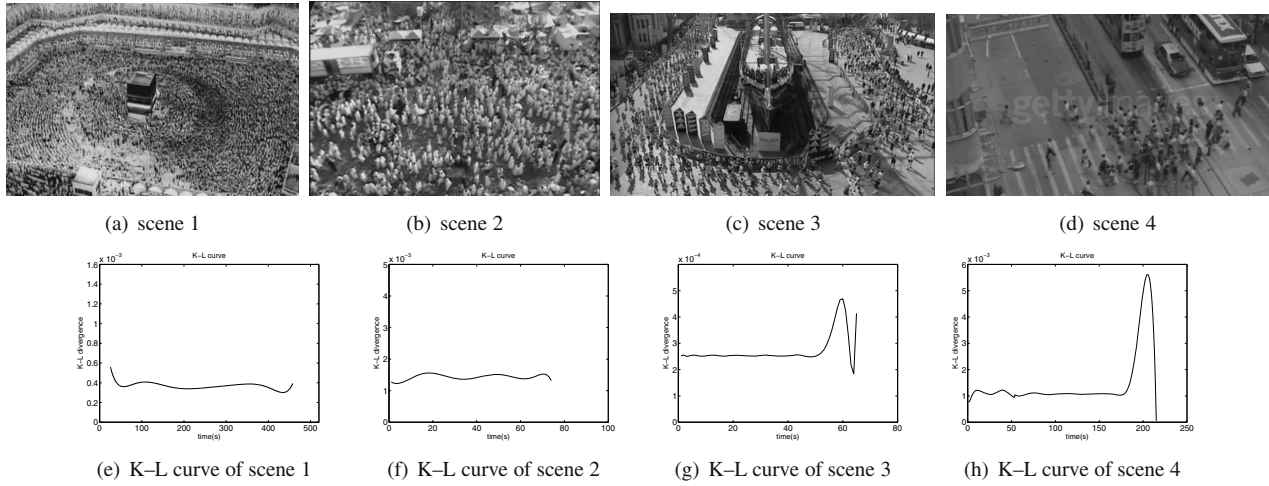 gettyimages
(a) scene 1
(b) scene 2
(c) scene 3
(d) scene 4
x 10⁻³
K–L curve
1.6
1.4
1.2
1
0.8
0.6
0.4
0.2
0
K–L divergence
0 100 200 300 400 500
time(s)
(e) K–L curve of scene 1
x 10⁻³
K–L curve
5
4
3
2
1
0
K–L divergence
0 20 40 60 80 100
time(s)
(f) K–L curve of scene 2
x 10⁻⁴
K–L curve
5
4
3
2
1
0
K–L divergence
0 20 40 60 80
time(s)
(g) K–L curve of scene 3
x 10⁻³
K–L curve
6
5
4
3
2
1
0
K–L divergence
0 50 100 150 200 250
time(s)
(h) K–L curve of scene 4